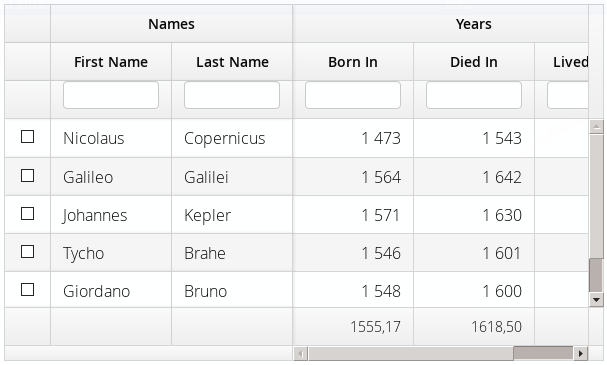 Names Years
First Name Last Name Born In Died In Lived
Nicolaus Copernicus 1 473 1 543
Galileo Galilei 1 564 1 642
Johannes Kepler 1 571 1 630
Tycho Brahe 1 546 1 601
Giordano Bruno 1 548 1 600
1555,17 1618,50